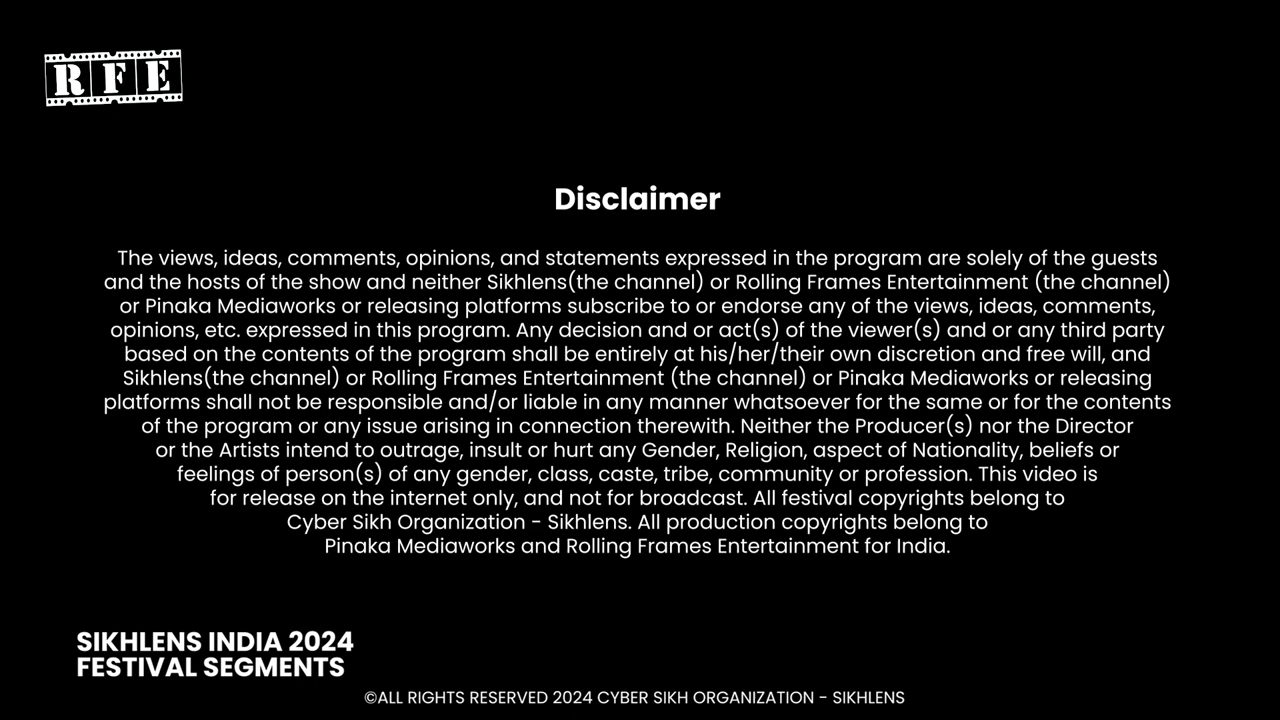 R F E
Disclaimer
The views, ideas, comments, opinions, and statements expressed in the program are solely of the guests
and the hosts of the show and neither Sikhlens(the channel) or Rolling Frames Entertainment (the channel)
or Pinaka Mediaworks or releasing platforms subscribe to or endorse any of the views, ideas, comments,
opinions, etc. expressed in this program. Any decision and or act(s) of the viewer(s) and or any third party
based on the contents of the program shall be entirely at his/her/their own discretion and free will, and
Sikhlens(the channel) or Rolling Frames Entertainment (the channel) or Pinaka Mediaworks or releasing
platforms shall not be responsible and/or liable in any manner whatsoever for the same or for the contents
of the program or any issue arising in connection therewith. Neither the Producer(s) nor the Director
or the Artists intend to outrage, insult or hurt any Gender, Religion, aspect of Nationality, beliefs or
feelings of person(s) of any gender, class, caste, tribe, community or profession. This video is
for release on the internet only, and not for broadcast. All festival copyrights belong to
Cyber Sikh Organization - Sikhlens. All production copyrights belong to
Pinaka Mediaworks and Rolling Frames Entertainment for India.
SIKHLENS INDIA 2024
FESTIVAL SEGMENTS
©ALL RIGHTS RESERVED 2024 CYBER SIKH ORGANIZATION - SIKHLENS